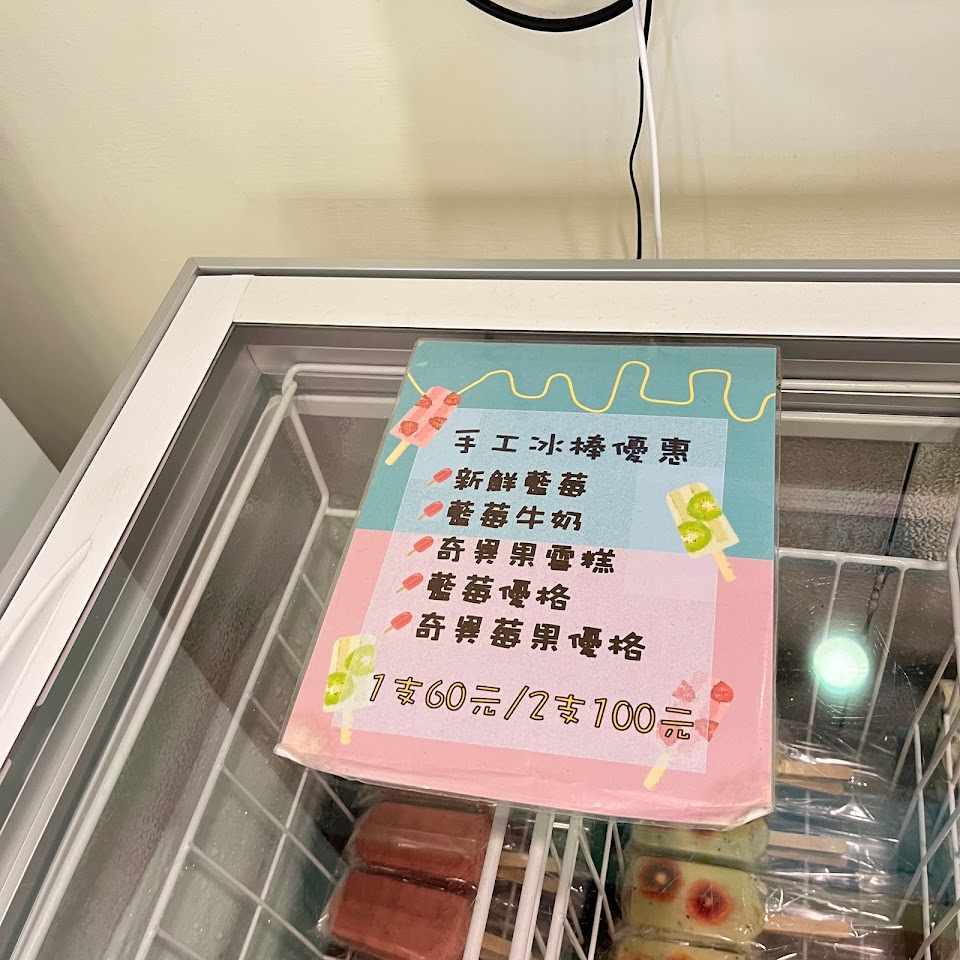 手工冰棒優惠
新鮮藍莓
藍莓牛奶
奇異果雪糕
藍莓優格
奇異莓果優格
1支60元/2支100元